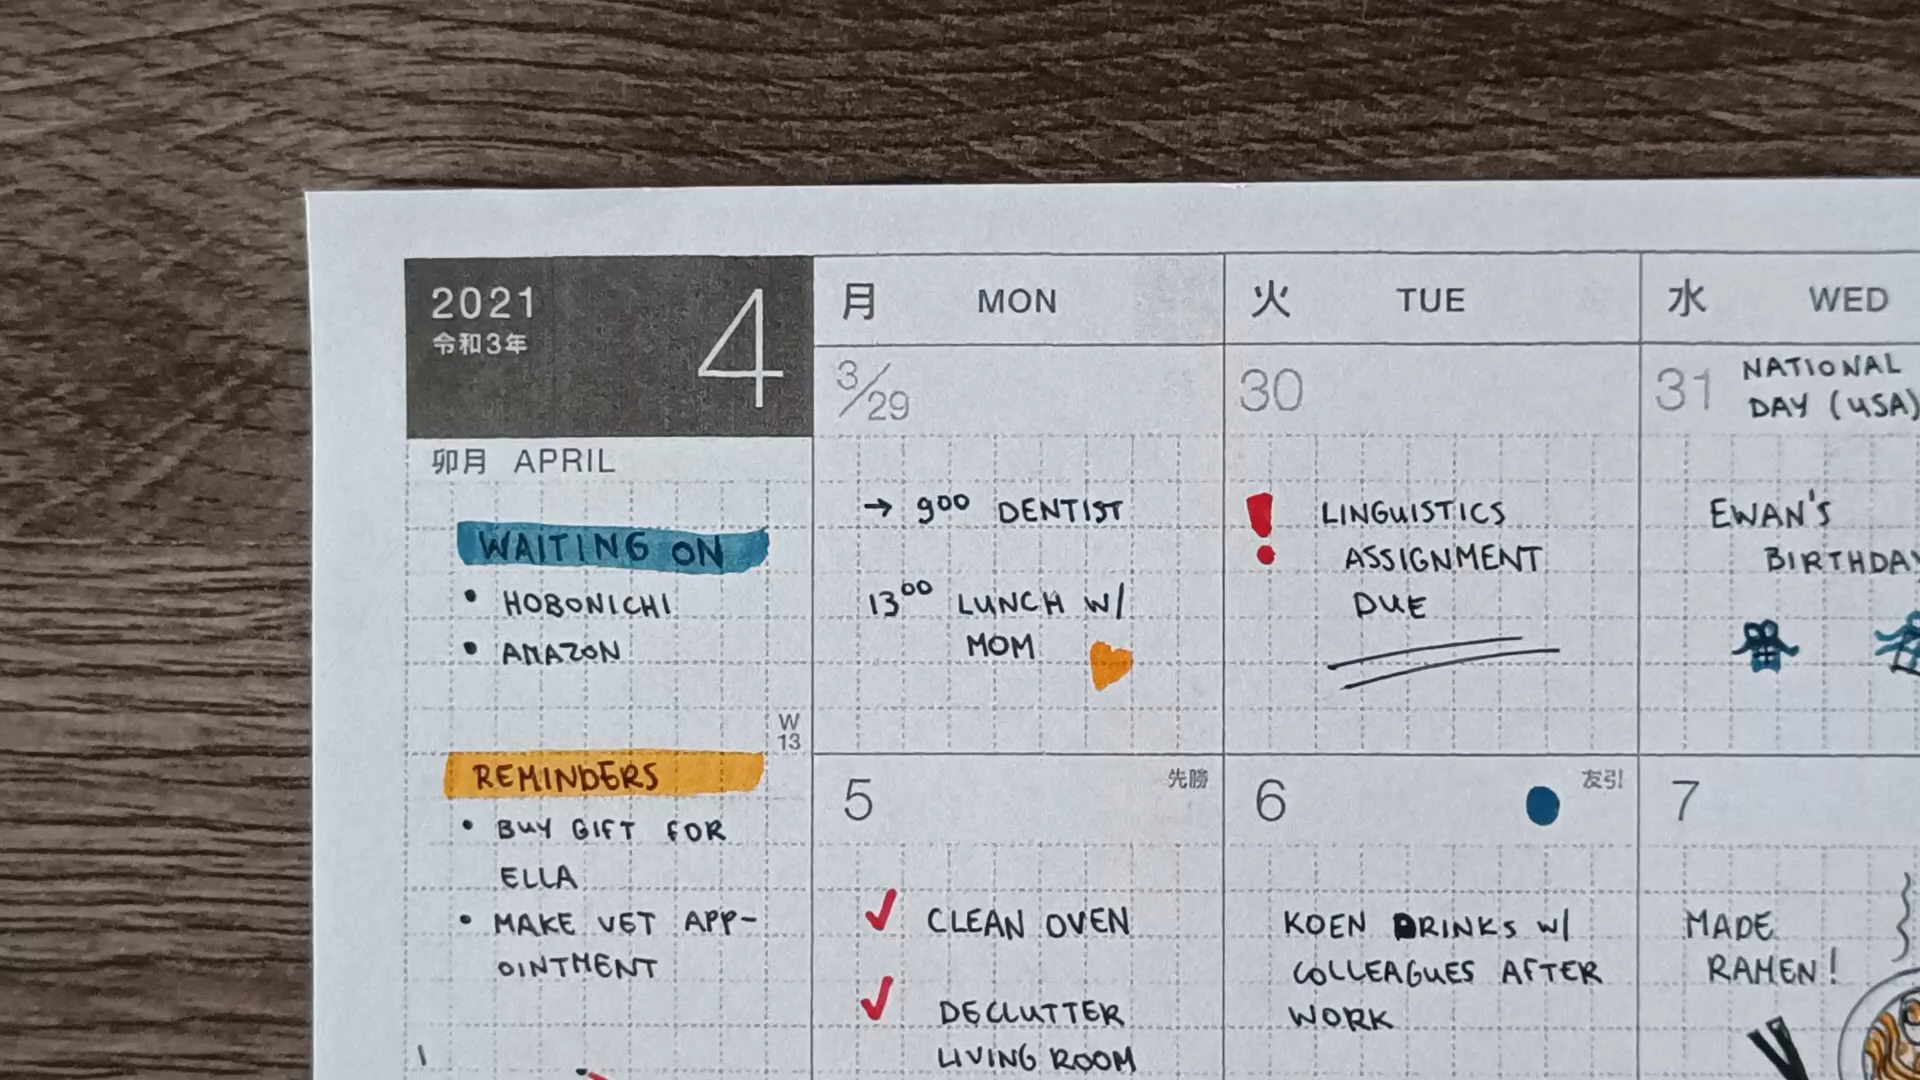 2021
令和3年
4
卯月 APRIL
WAITING ON
• HOBONICHI
• AMAZON
W
13
REMINDERS
• BUY GIFT FOR
ELLA
• MAKE VET APP-
OINTMENT
月 MON
3/29
→ 9⁰⁰ DENTIST
13⁰⁰ LUNCH W/
MOM
火 TUE
30
! LINGUISTICS
ASSIGNMENT
DUE
水 WED
31 NATIONAL
DAY (USA)
EWAN'S
BIRTHDAY
5 先勝
✓ CLEAN OVEN
✓ DECLUTTER
LIVING ROOM
6 友引
KOEN DRINKS W/
COLLEAGUES AFTER
WORK
7
MADE
RAMEN!